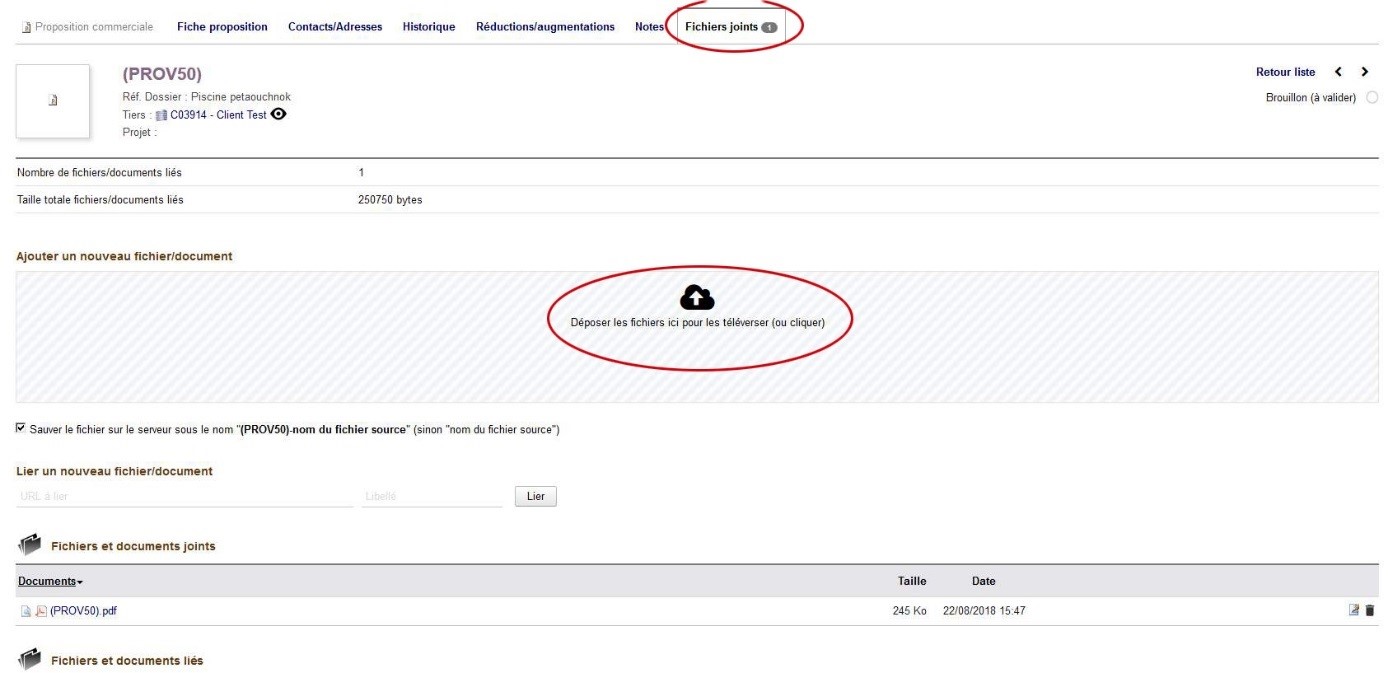 Proposition commerciale Fiche proposition Contacts/Adresses Historique Réductions/augmentations Notes Fichiers joints 1
(PROV50)
Retour liste
Réf. Dossier : Piscine petaouchnok
Brouillon (à valider)
Tiers : C03914 - Client Test
Projet :
Nombre de fichiers/documents liés 1
Taille totale fichiers/documents liés 250750 bytes
Ajouter un nouveau fichier/document
Déposer les fichiers ici pour les téléverser (ou cliquer)
Sauver le fichier sur le serveur sous le nom "(PROV50)-nom du fichier source" (sinon "nom du fichier source")
Lier un nouveau fichier/document
URL à lier Libellé Lier
Fichiers et documents joints
Documents Taille Date
(PROV50).pdf 245 Ko 22/08/2018 15:47
Fichiers et documents liés